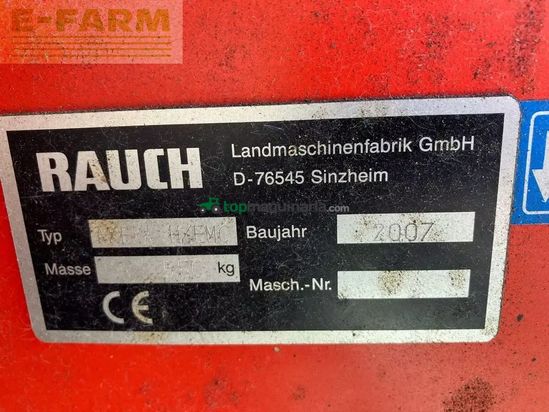 E-FARM
RAUCH
Landmaschinenfabrik GmbH
D-76545 Sinzheim
topmaquinaria.com
Typ
Baujahr 2007
Masse kg
Masch.-Nr.
CE